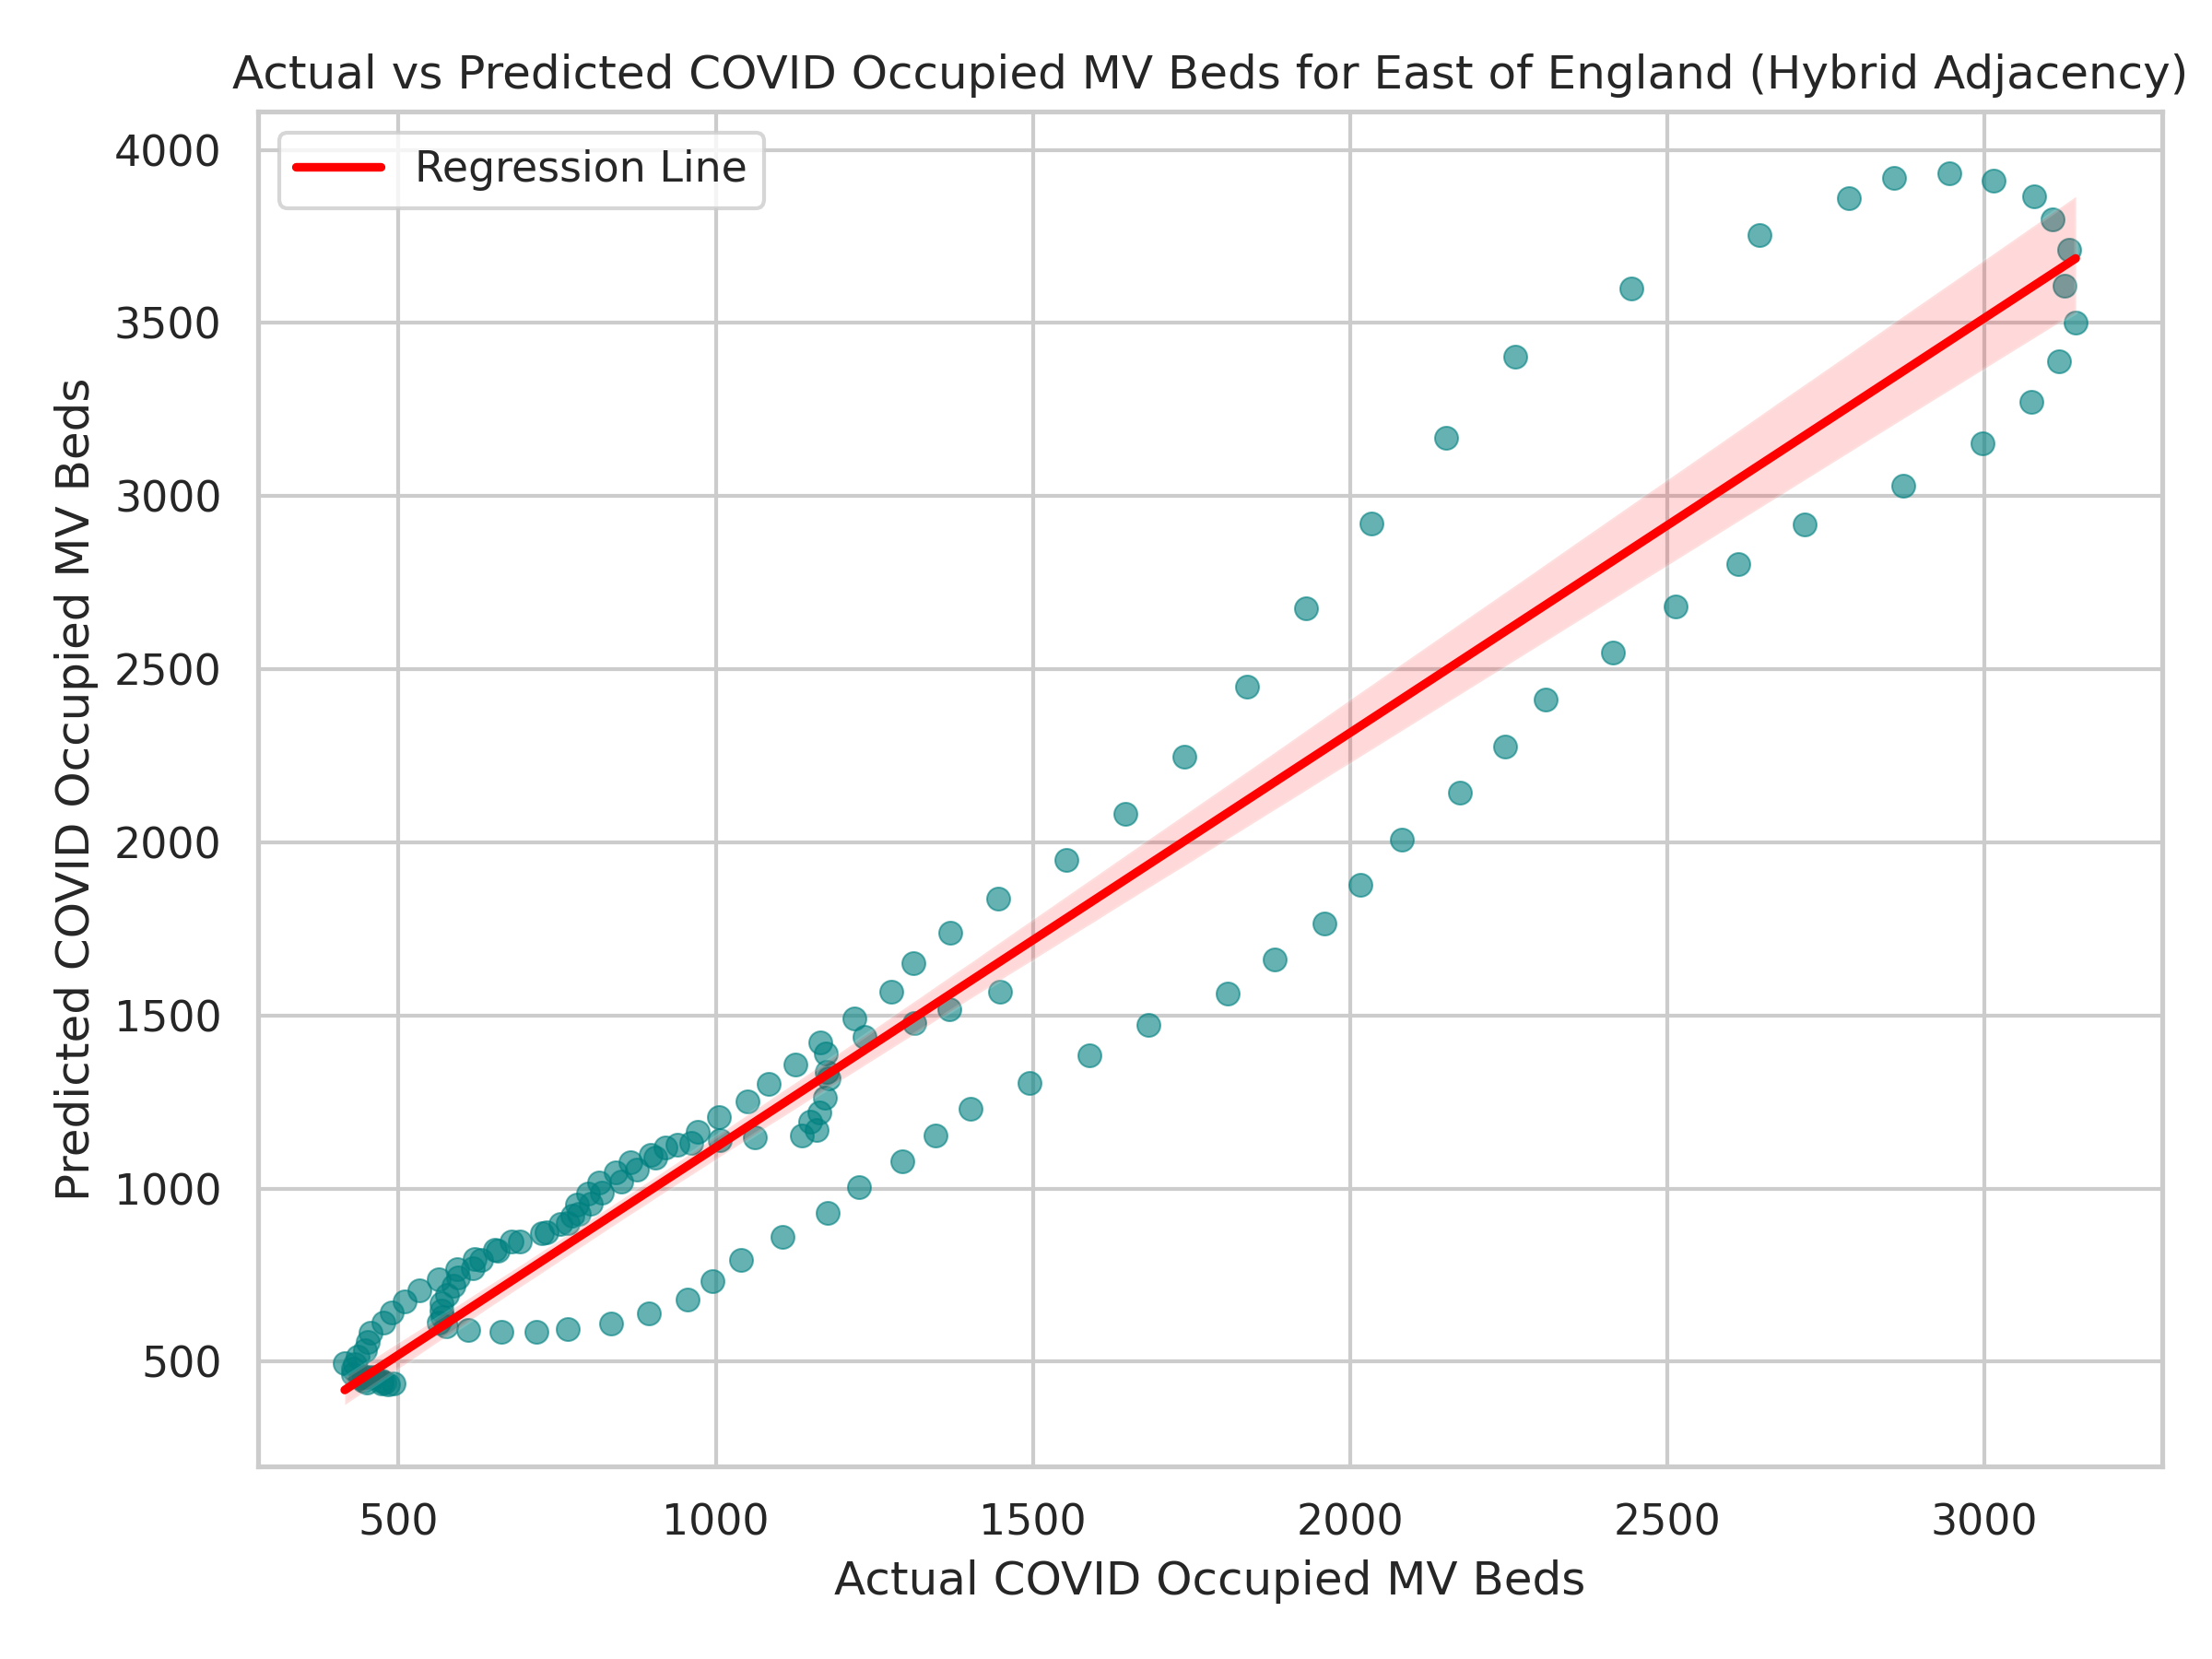 Actual vs Predicted COVID Occupied MV Beds for East of England (Hybrid Adjacency)
Regression Line
Predicted COVID Occupied MV Beds
4000
3500
3000
2500
2000
1500
1000
500
500 1000 1500 2000 2500 3000
Actual COVID Occupied MV Beds